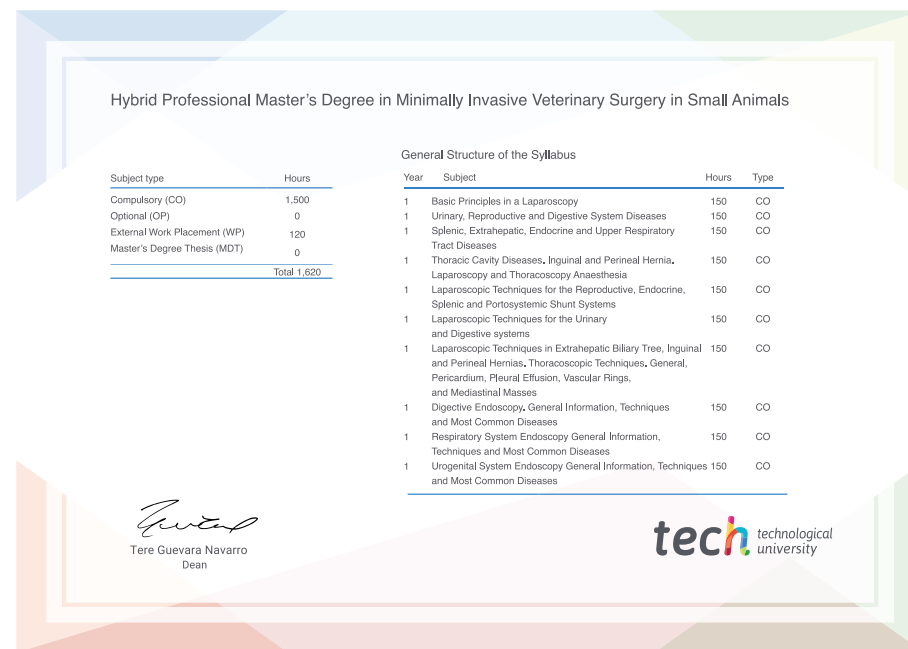 Hybrid Professional Master's Degree in Minimally Invasive Veterinary Surgery in Small Animals
Subject type Hours
Compulsory (CO) 1,500
Optional (OP) 0
External Work Placement (WP) 120
Master's Degree Thesis (MDT) 0
Total 1,620
General Structure of the Syllabus
Year Subject Hours Type
1 Basic Principles in a Laparoscopy 150 CO
1 Urinary, Reproductive and Digestive System Diseases 150 CO
1 Splenic, Extrahepatic, Endocrine and Upper Respiratory 150 CO
Tract Diseases
1 Thoracic Cavity Diseases. Inguinal and Perineal Hernia. 150 CO
Laparoscopy and Thoracoscopy Anaesthesia
1 Laparoscopic Techniques for the Reproductive, Endocrine, 150 CO
Splenic and Portosystemic Shunt Systems
1 Laparoscopic Techniques for the Urinary 150 CO
and Digestive systems
1 Laparoscopic Techniques in Extrahepatic Biliary Tree, Inguinal 150 CO
and Perineal Hernias. Thoracoscopic Techniques. General,
Pericardium, Pleural Effusion, Vascular Rings,
and Mediastinal Masses
1 Digective Endoscopy. General Information, Techniques 150 CO
and Most Common Diseases
1 Respiratory System Endoscopy General Information, 150 CO
Techniques and Most Common Diseases
1 Urogenital System Endoscopy General Information, Techniques 150 CO
and Most Common Diseases
Tere Guevara Navarro
Dean
tech technological
university